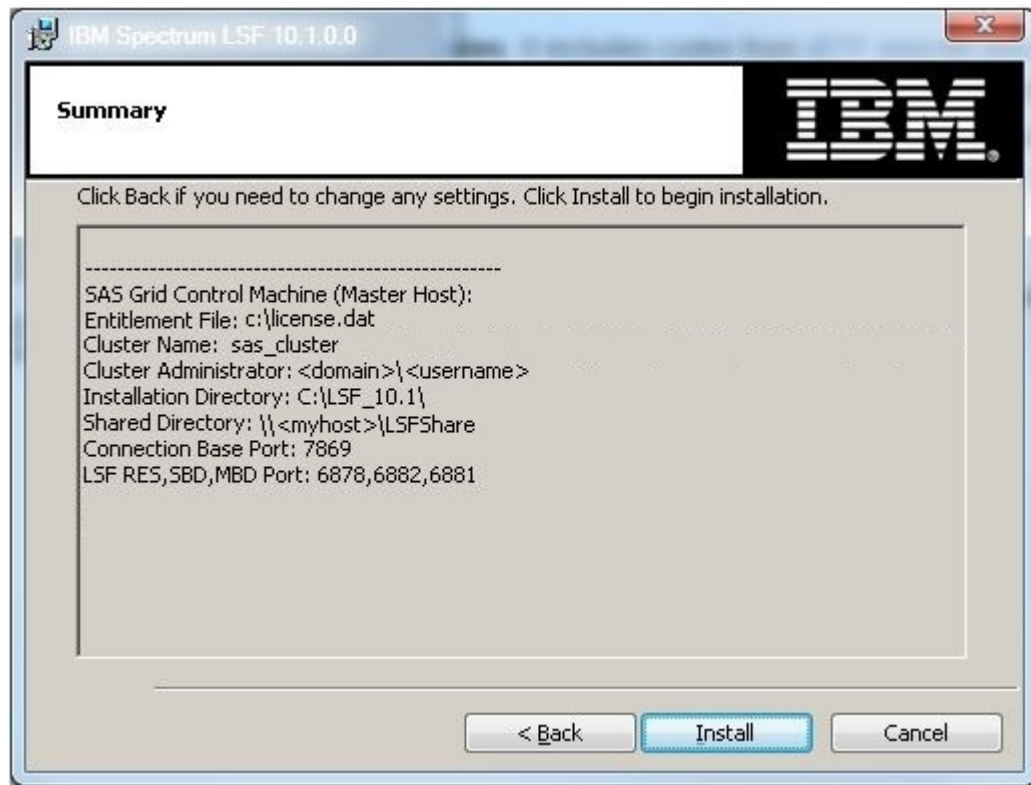 IBM Spectrum LSF 10.1.0.0
Summary
IBM®
Click Back if you need to change any settings. Click Install to begin installation.
----------------------------------------------------
SAS Grid Control Machine (Master Host):
Entitlement File: c:\license.dat
Cluster Name: sas_cluster
Cluster Administrator: <domain>\<username>
Installation Directory: C:\LSF_10.1\
Shared Directory: \\<myhost>\LSFShare
Connection Base Port: 7869
LSF RES,SBD,MBD Port: 6878,6882,6881
< Back
Install
Cancel